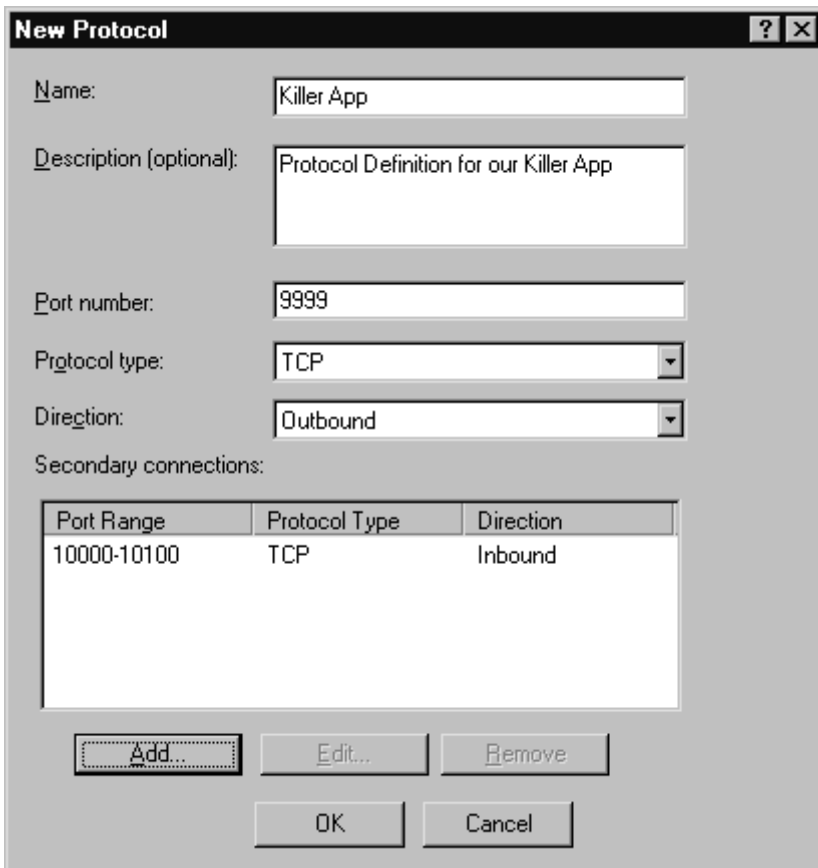 New Protocol
Name:
Killer App
Description (optional):
Protocol Definition for our Killer App
Port number:
9999
Protocol type:
TCP
Direction:
Outbound
Secondary connections:
Port Range Protocol Type Direction
10000-10100 TCP Inbound
Add... Edit... Remove
OK Cancel